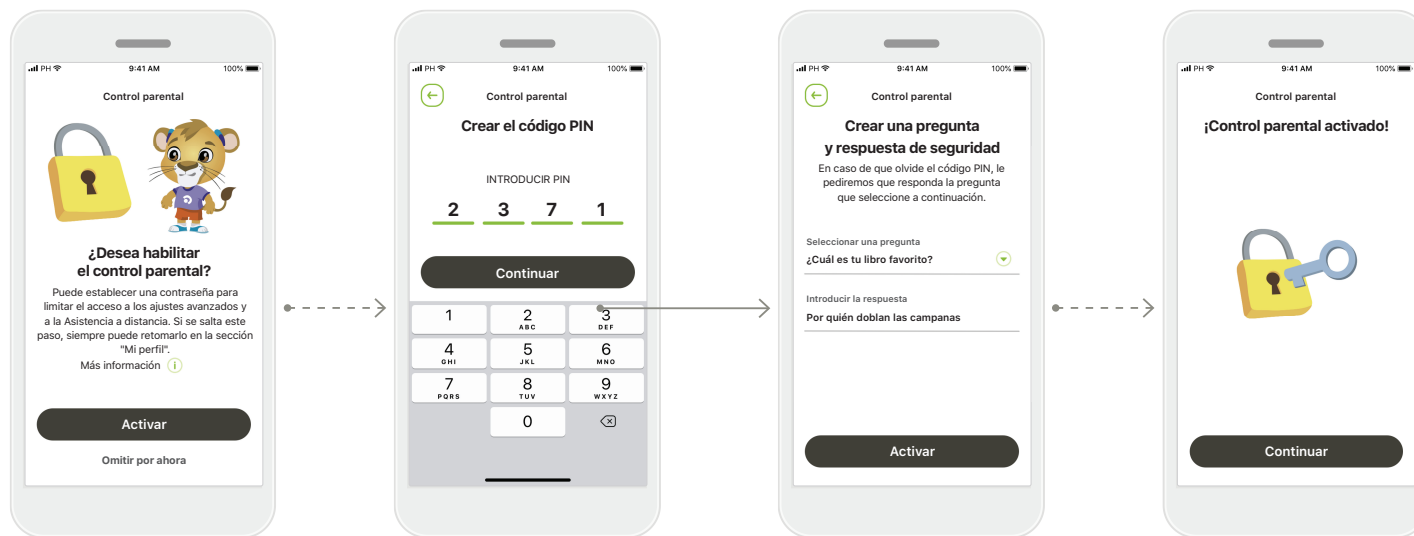 PH 9:41 AM 100%
Control parental
¿Desea habilitar
el control parental?
Puede establecer una contraseña para
limitar el acceso a los ajustes avanzados y
a la Asistencia a distancia. Si se salta este
paso, siempre puede retomarlo en la sección
"Mi perfil".
Más información i
Activar
Omitir por ahora
PH 9:41 AM 100%
Control parental
Crear el código PIN
INTRODUCIR PIN
2 3 7 1
Continuar
1 2 3
ABC DEF
4 5 6
GHI JKL MNO
7 8 9
PQRS TUV WXYZ
0
PH 9:41 AM 100%
Control parental
Crear una pregunta
y respuesta de seguridad
En caso de que olvide el código PIN, le
pediremos que responda la pregunta
que seleccione a continuación.
Seleccionar una pregunta
¿Cuál es tu libro favorito?
Introducir la respuesta
Por quién doblan las campanas
Activar
PH 9:41 AM 100%
Control parental
¡Control parental activado!
Continuar